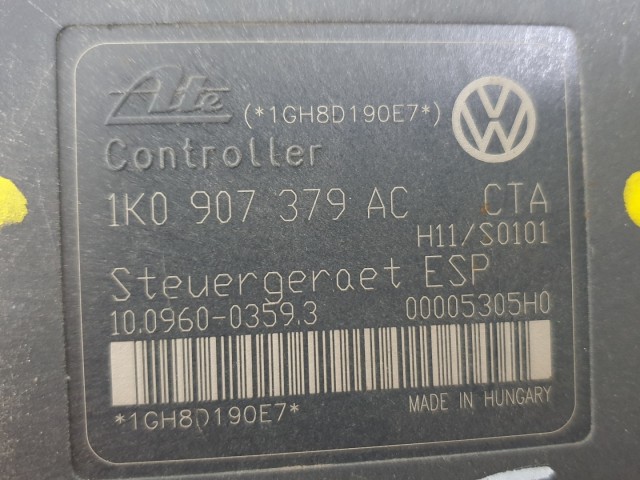 Ate (*1GH8D190E7*)
Controller
1K0 907 379 AC CTA
H11/S0101
Steuergeraet ESP
10.0960-0359.3 00005305H0
*1GH8D190E7* MADE IN HUNGARY